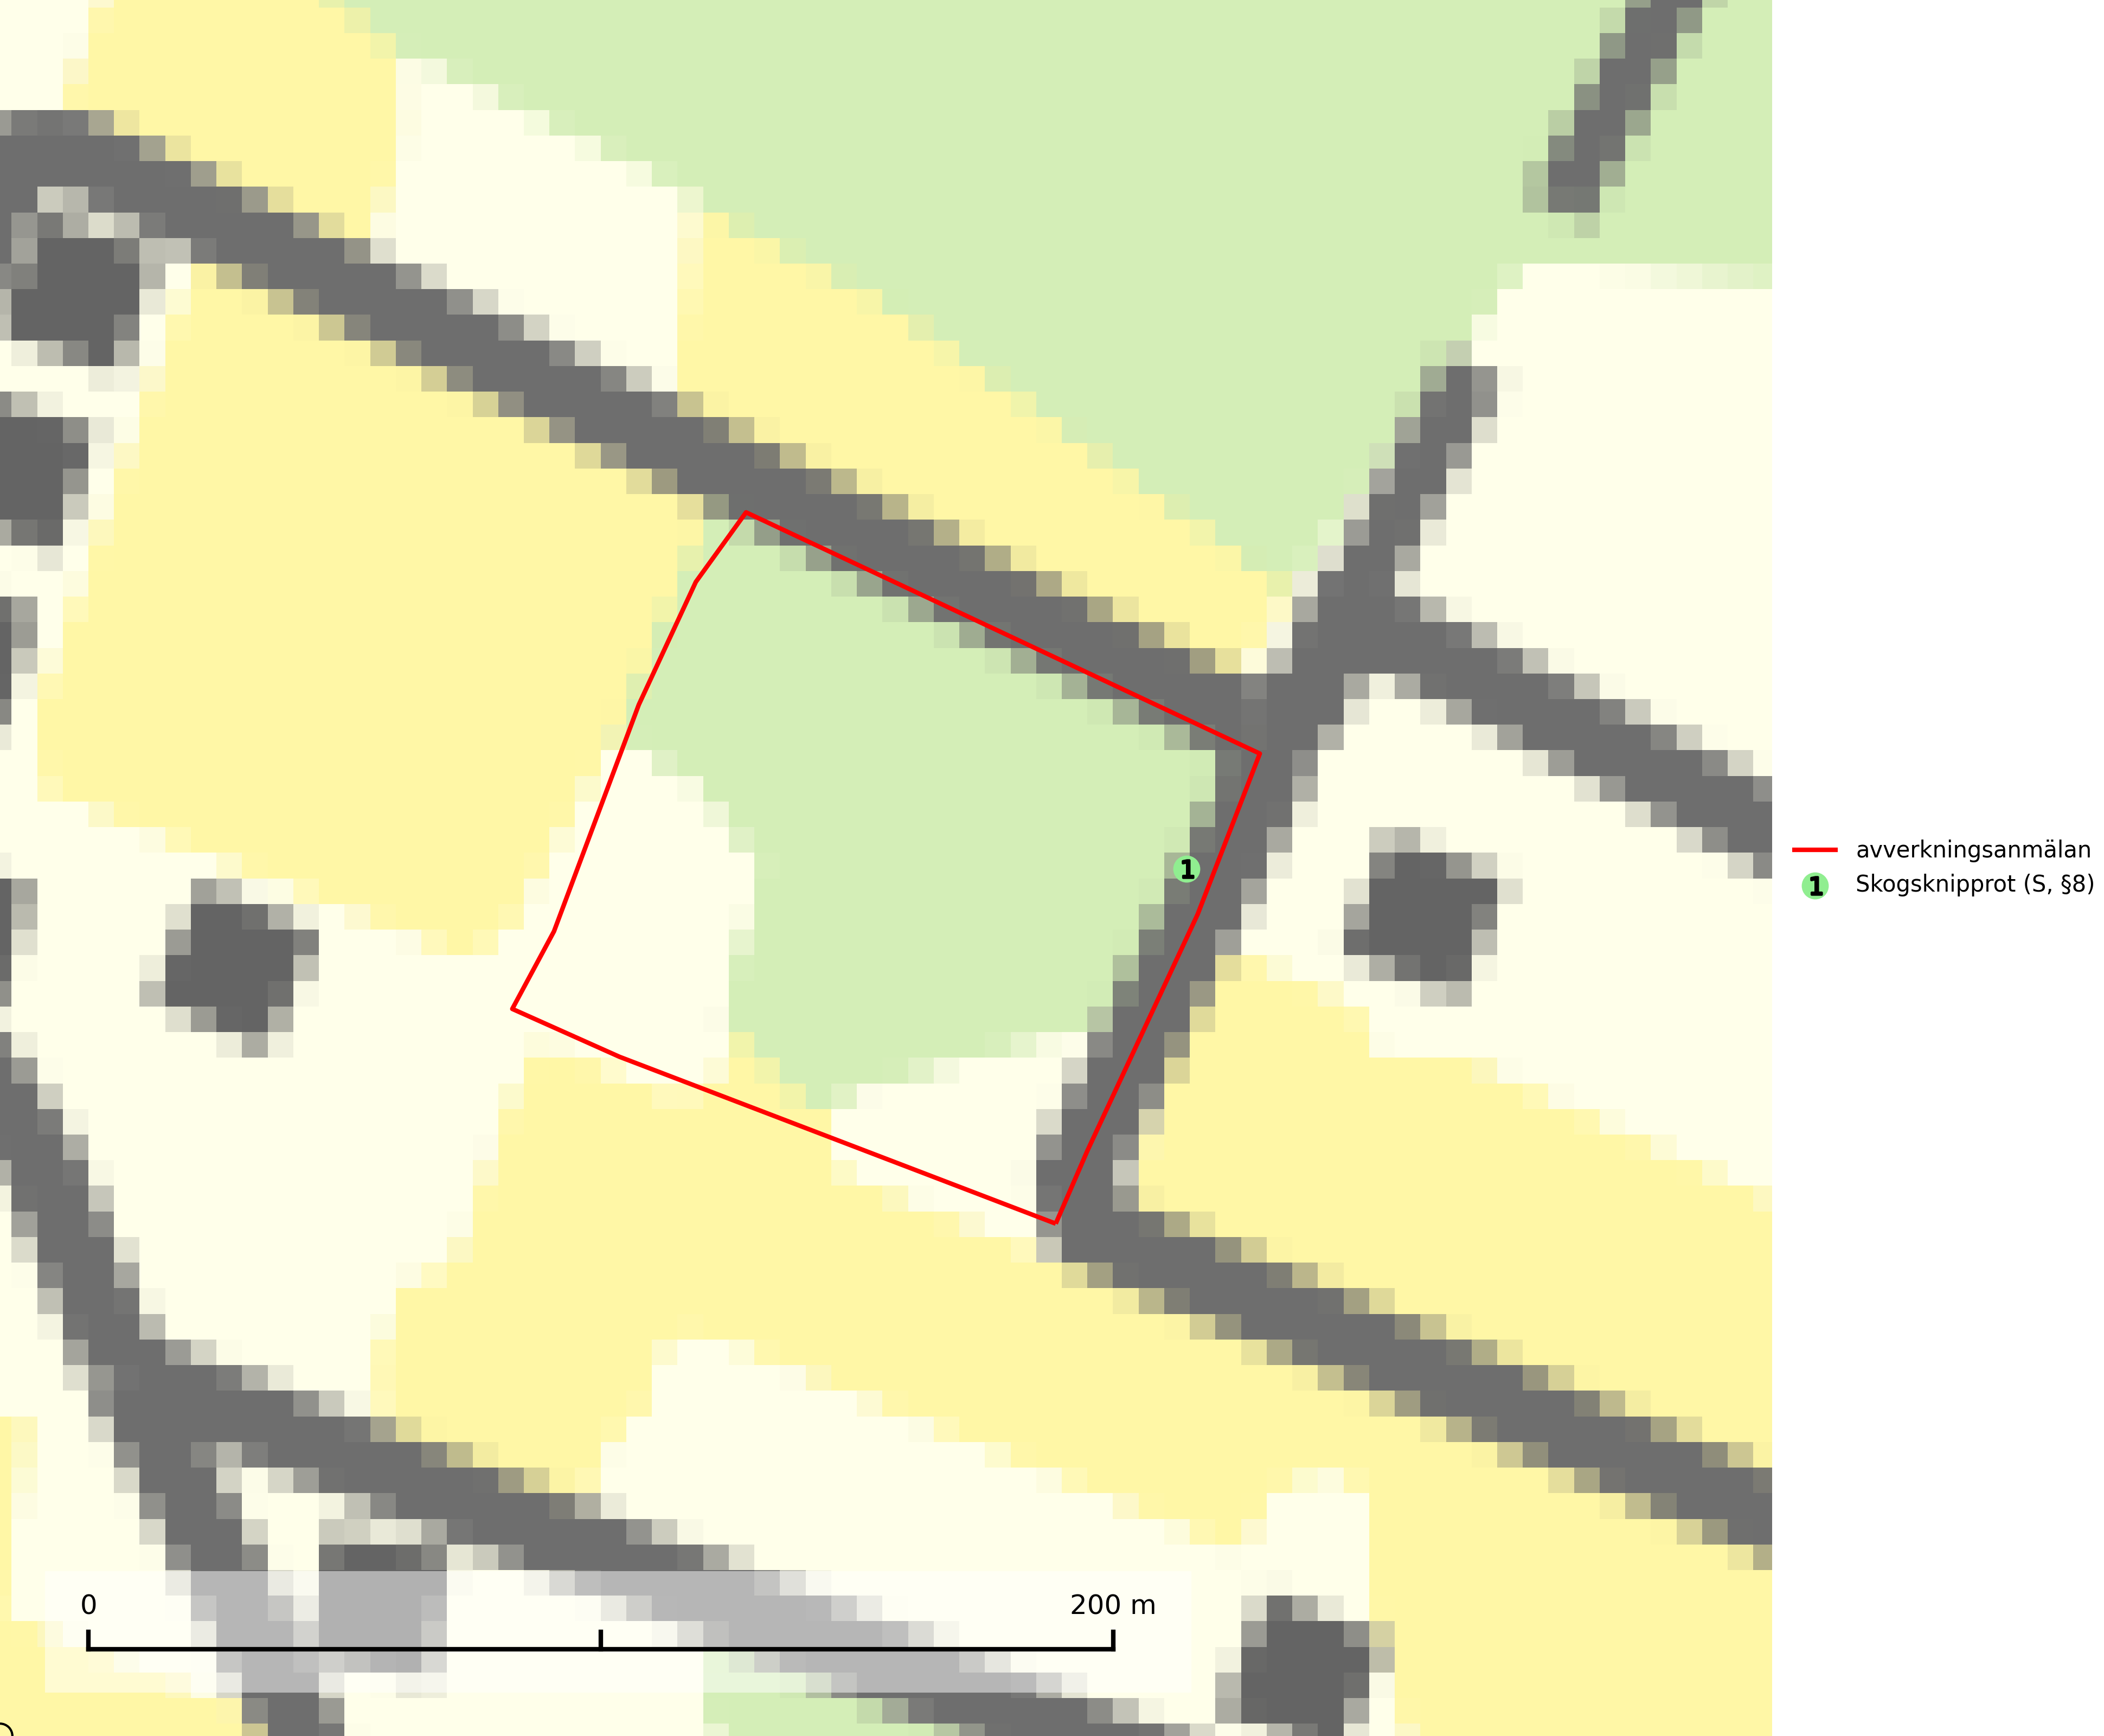 1
avverkningsanmälan
1 Skogsknipprot (S, §8)
0 200 m